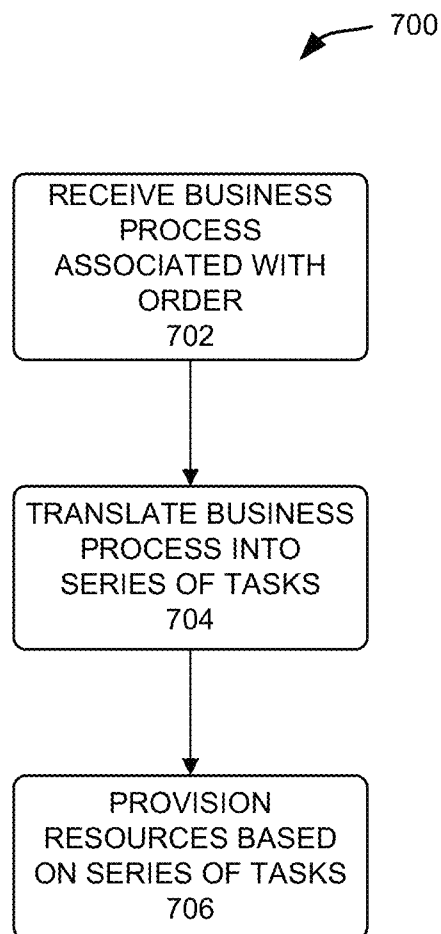 700
RECEIVE BUSINESS
PROCESS
ASSOCIATED WITH
ORDER
702
TRANSLATE BUSINESS
PROCESS INTO
SERIES OF TASKS
704
PROVISION
RESOURCES BASED
ON SERIES OF TASKS
706